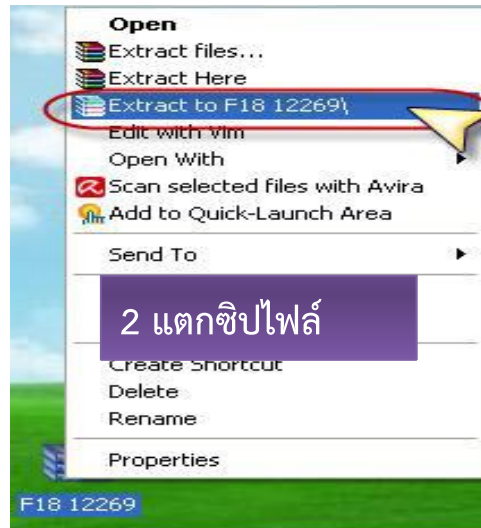 Open
Extract files...
Extract Here
Extract to F18 12269\
Edit with Vim
Open With
Scan selected files with Avira
Add to Quick-Launch Area
Send To
2 แตกซิปไฟล์
Create Shortcut
Delete
Rename
Properties
F18 12269